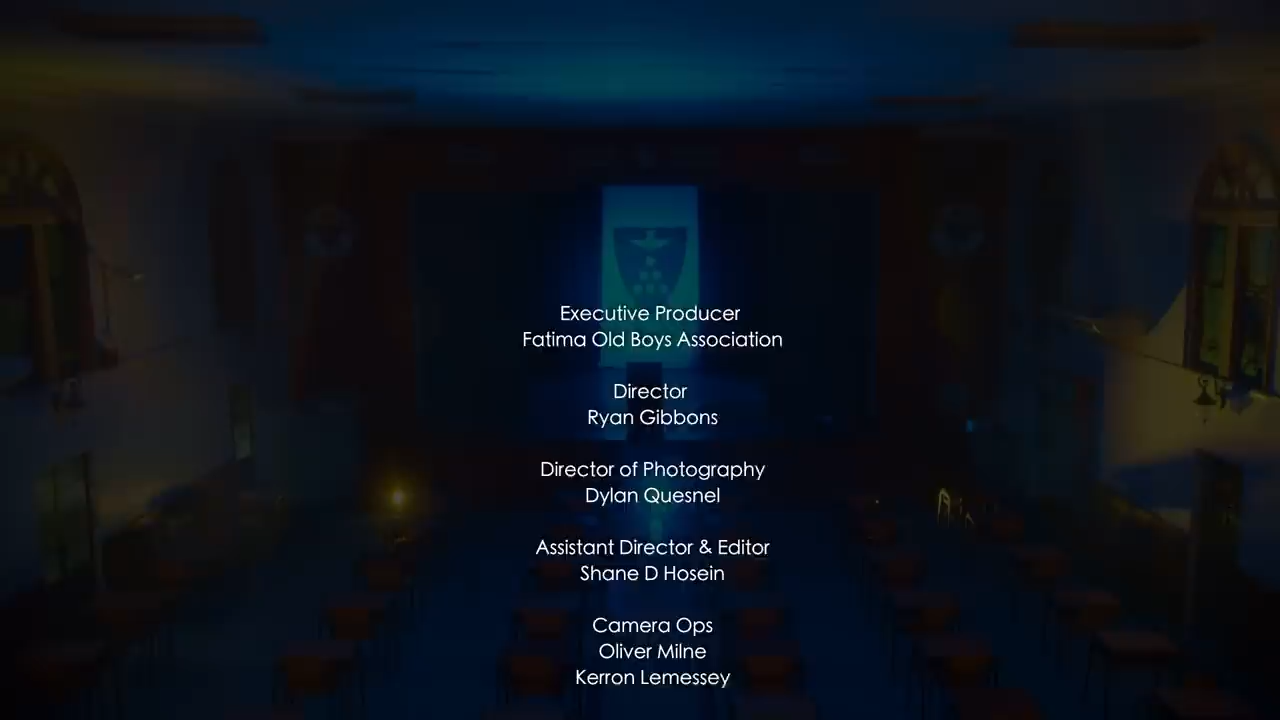 Executive Producer
Fatima Old Boys Association
Director
Ryan Gibbons
Director of Photography
Dylan Quesnel
Assistant Director & Editor
Shane D Hosein
Camera Ops
Oliver Milne
Kerron Lemessey